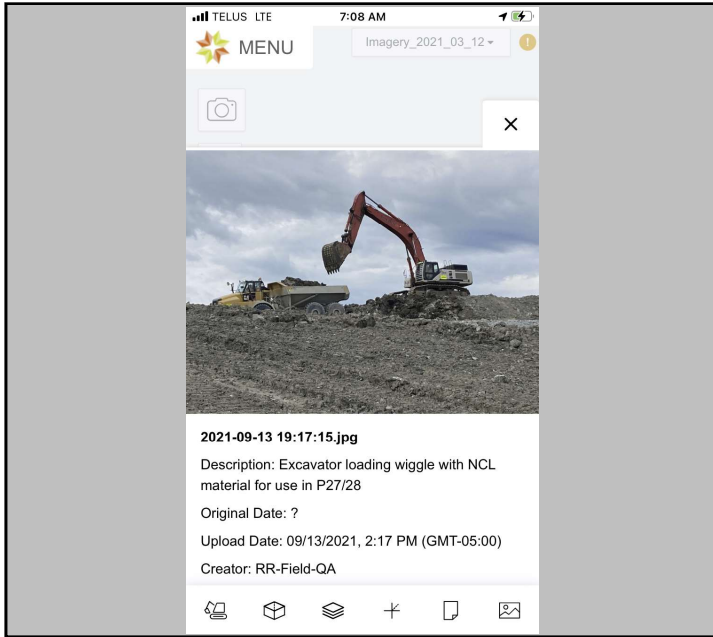 TELUS LTE 7:08 AM
MENU Imagery_2021_03_12
2021-09-13 19:17:15.jpg
Description: Excavator loading wiggle with NCL
material for use in P27/28
Original Date: ?
Upload Date: 09/13/2021, 2:17 PM (GMT-05:00)
Creator: RR-Field-QA